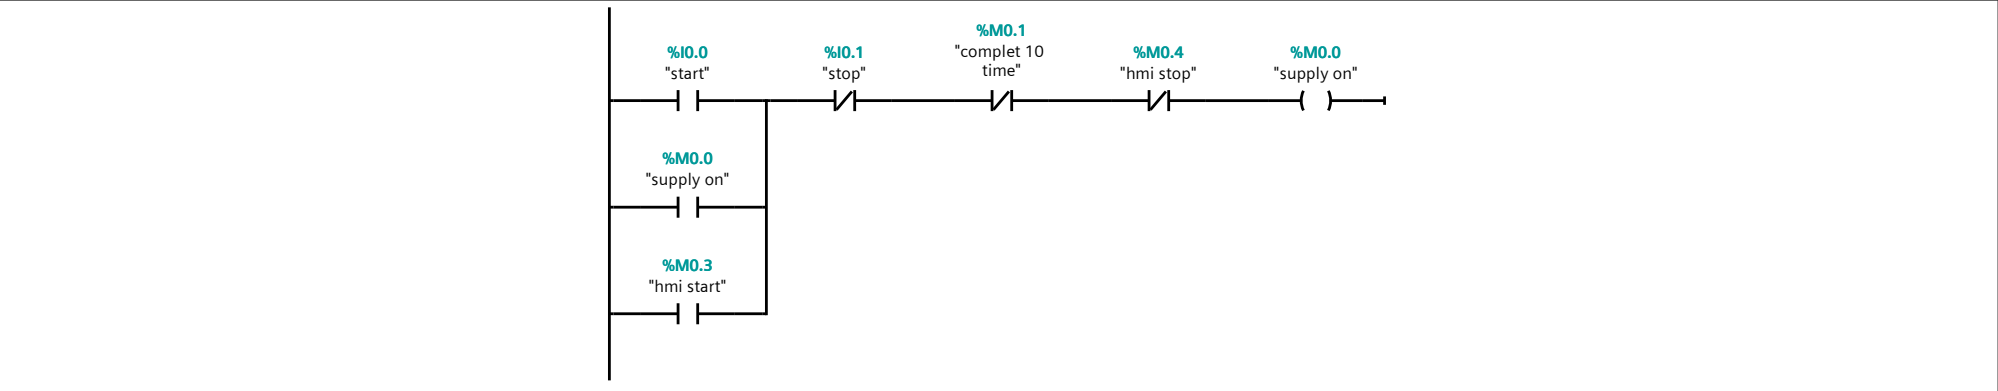 %M0.1
%I0.0
%I0.1
"complet 10
%M0.4
%M0.0
"start"
"stop"
time"
"hmi stop"
"supply on"
%M0.0
"supply on"
%M0.3
"hmi start"